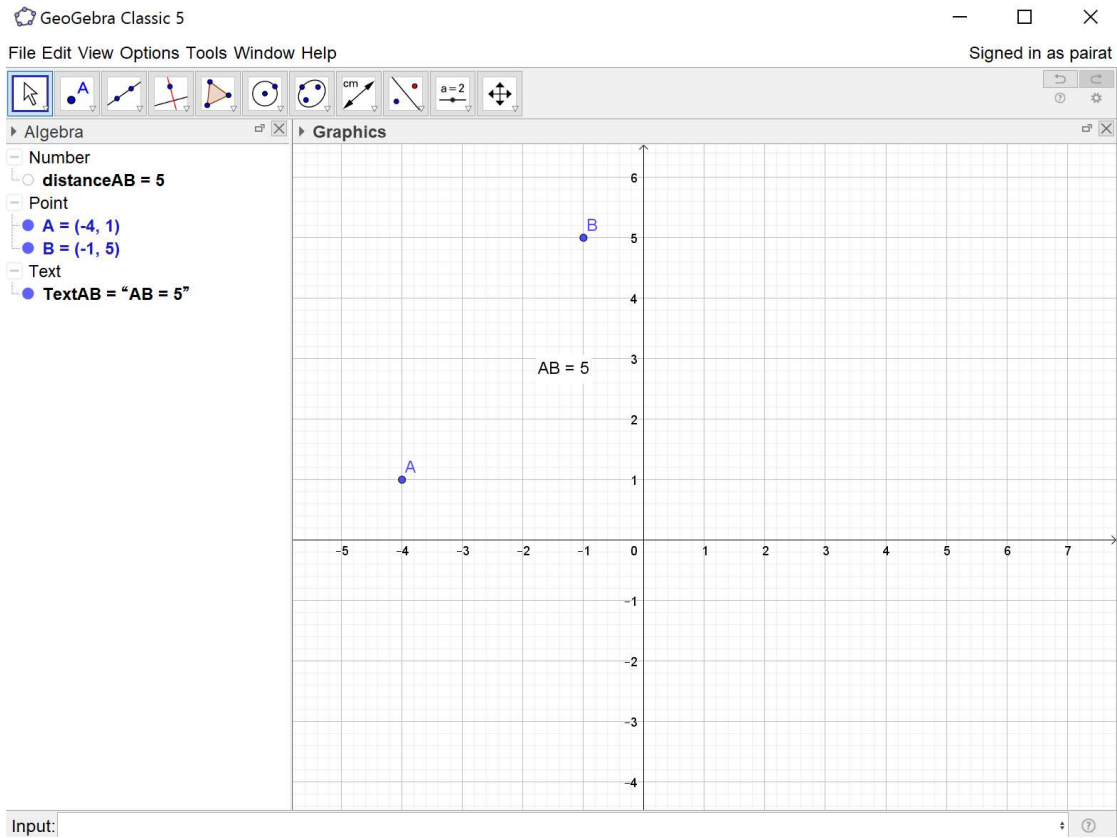 GeoGebra Classic 5
File Edit View Options Tools Window Help
Signed in as pairat
A
cm
a = 2
Algebra
Graphics
Number
distanceAB = 5
Point
A = (-4, 1)
B = (-1, 5)
Text
TextAB = “AB = 5”
6
B
5
4
3
AB = 5
2
A
1
–5 –4 –3 –2 –1 0 1 2 3 4 5 6 7
–1
–2
–3
–4
Input: